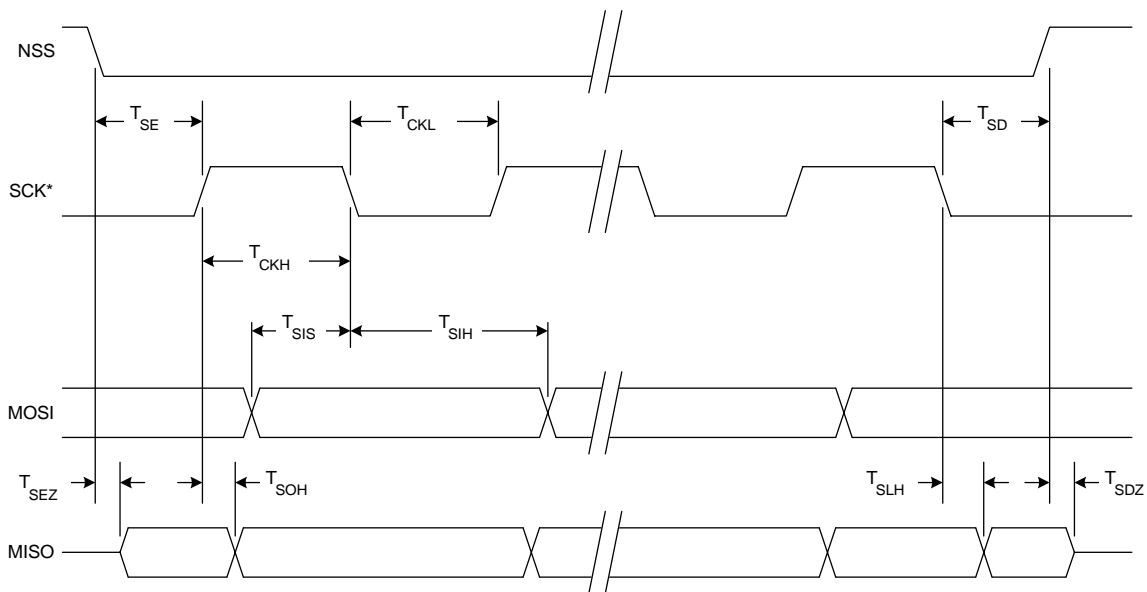 NSS
T_SE
T_CKL
T_SD
SCK*
T_CKH
T_SIS
T_SIH
MOSI
T_SEZ
T_SOH
T_SLH
T_SDZ
MISO